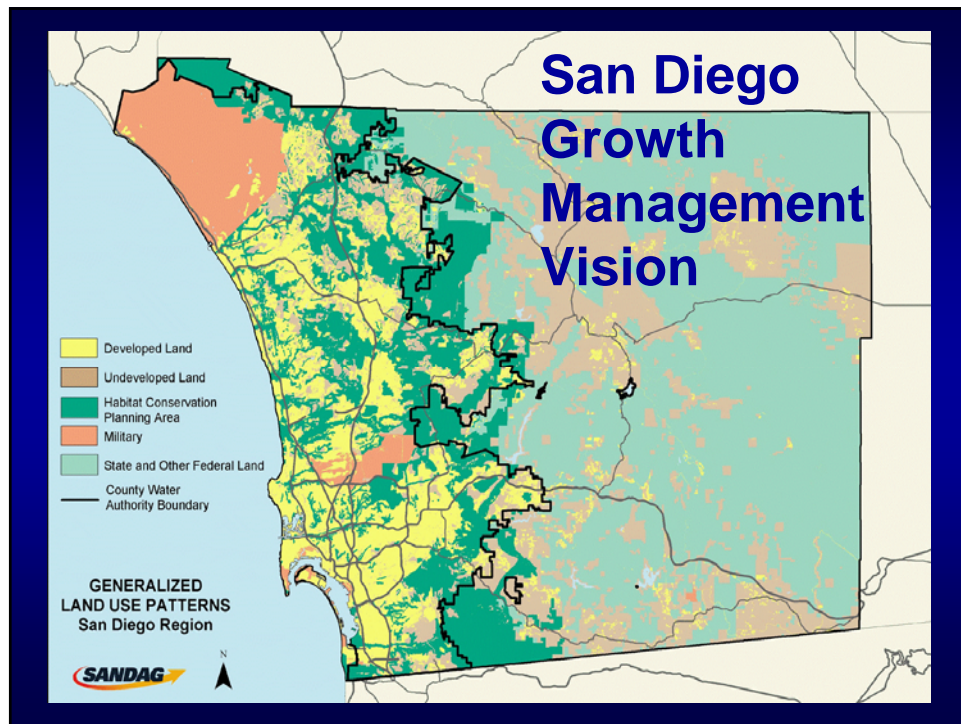 San Diego
Growth
Management
Vision
Developed Land
Undeveloped Land
Habitat Conservation
Planning Area
Military
State and Other Federal Land
County Water
Authority Boundary
GENERALIZED
LAND USE PATTERNS
San Diego Region
SANDAG
N